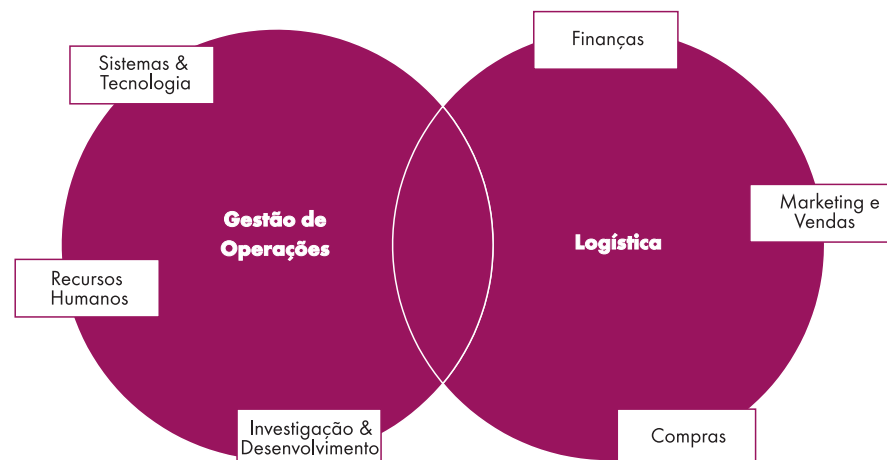 Finanças
Sistemas &
Tecnologia
Gestão de
Operações
Logística
Marketing e
Vendas
Recursos
Humanos
Investigação &
Desenvolvimento
Compras